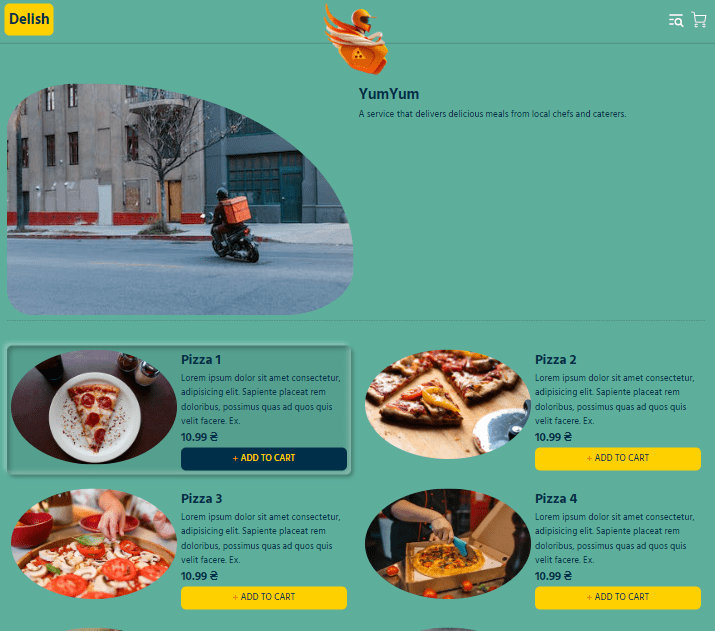 Delish
YumYum
A service that delivers delicious meals from local chefs and caterers.
Pizza 1
Lorem ipsum dolor sit amet consectetur,
adipisicing elit. Sapiente placeat rem
doloribus, possimus quas ad quos quis
velit facere. Ex.
10.99 ₴
+ ADD TO CART
Pizza 2
Lorem ipsum dolor sit amet consectetur,
adipisicing elit. Sapiente placeat rem
doloribus, possimus quas ad quos quis
velit facere. Ex.
10.99 ₴
+ ADD TO CART
Pizza 3
Lorem ipsum dolor sit amet consectetur,
adipisicing elit. Sapiente placeat rem
doloribus, possimus quas ad quos quis
velit facere. Ex.
10.99 ₴
+ ADD TO CART
Pizza 4
Lorem ipsum dolor sit amet consectetur,
adipisicing elit. Sapiente placeat rem
doloribus, possimus quas ad quos quis
velit facere. Ex.
10.99 ₴
+ ADD TO CART